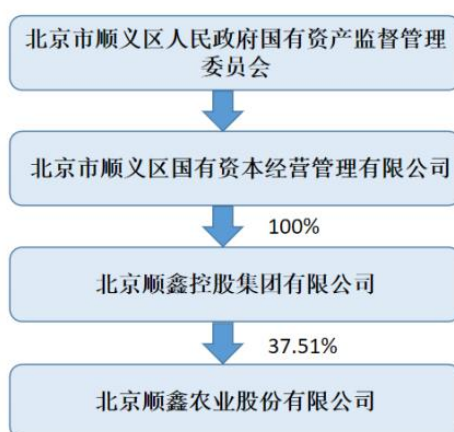 北京市顺义区人民政府国有资产监督管理
委员会
北京市顺义区国有资本经营管理有限公司
100%
北京顺鑫控股集团有限公司
37.51%
北京顺鑫农业股份有限公司